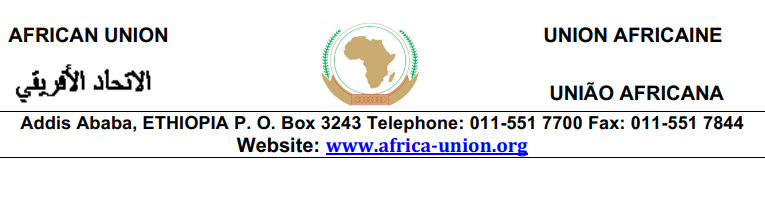 AFRICAN UNION
UNION AFRICAINE
الاتحاد الأفريقي
UNIÃO AFRICANA
Addis Ababa, ETHIOPIA P. O. Box 3243 Telephone: 011-551 7700 Fax: 011-551 7844
Website: www.africa-union.org